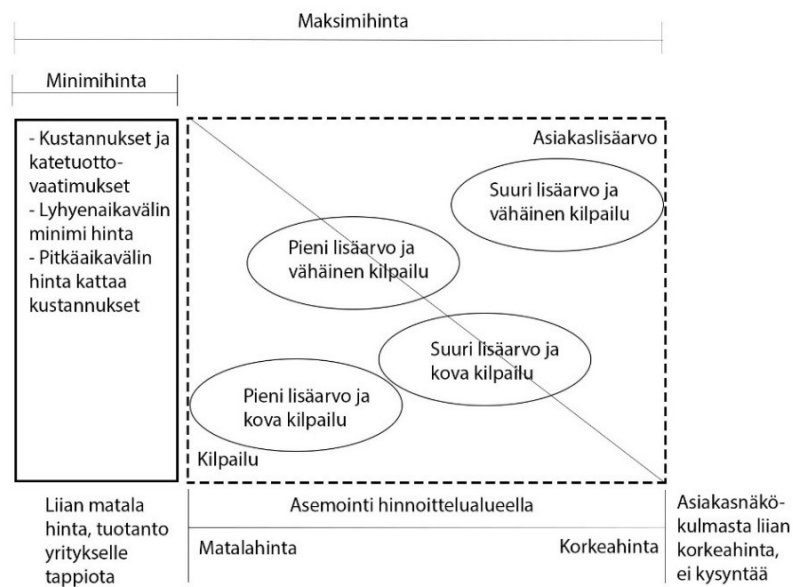 Maksimihinta
Minimihinta
- Kustannukset ja
katetuotto-
vaatimukset
- Lyhyenaikavälin
minimi hinta
- Pitkäaikavälin
hinta kattaa
kustannukset
Asiakaslisäarvo
Suuri lisäarvo ja
vähäinen kilpailu
Pieni lisäarvo ja
vähäinen kilpailu
Suuri lisäarvo ja
kova kilpailu
Pieni lisäarvo ja
kova kilpailu
Kilpailu
Liian matala
hinta, tuotanto
yritykselle
tappiota
Asemointi hinnoittelualueella
Matalahinta
Korkeahinta
Asiakasnäkö-
kulmasta liian
korkeahinta,
ei kysyntää